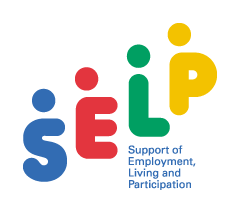 SELP
Support of
Employment,
Living and
Participation